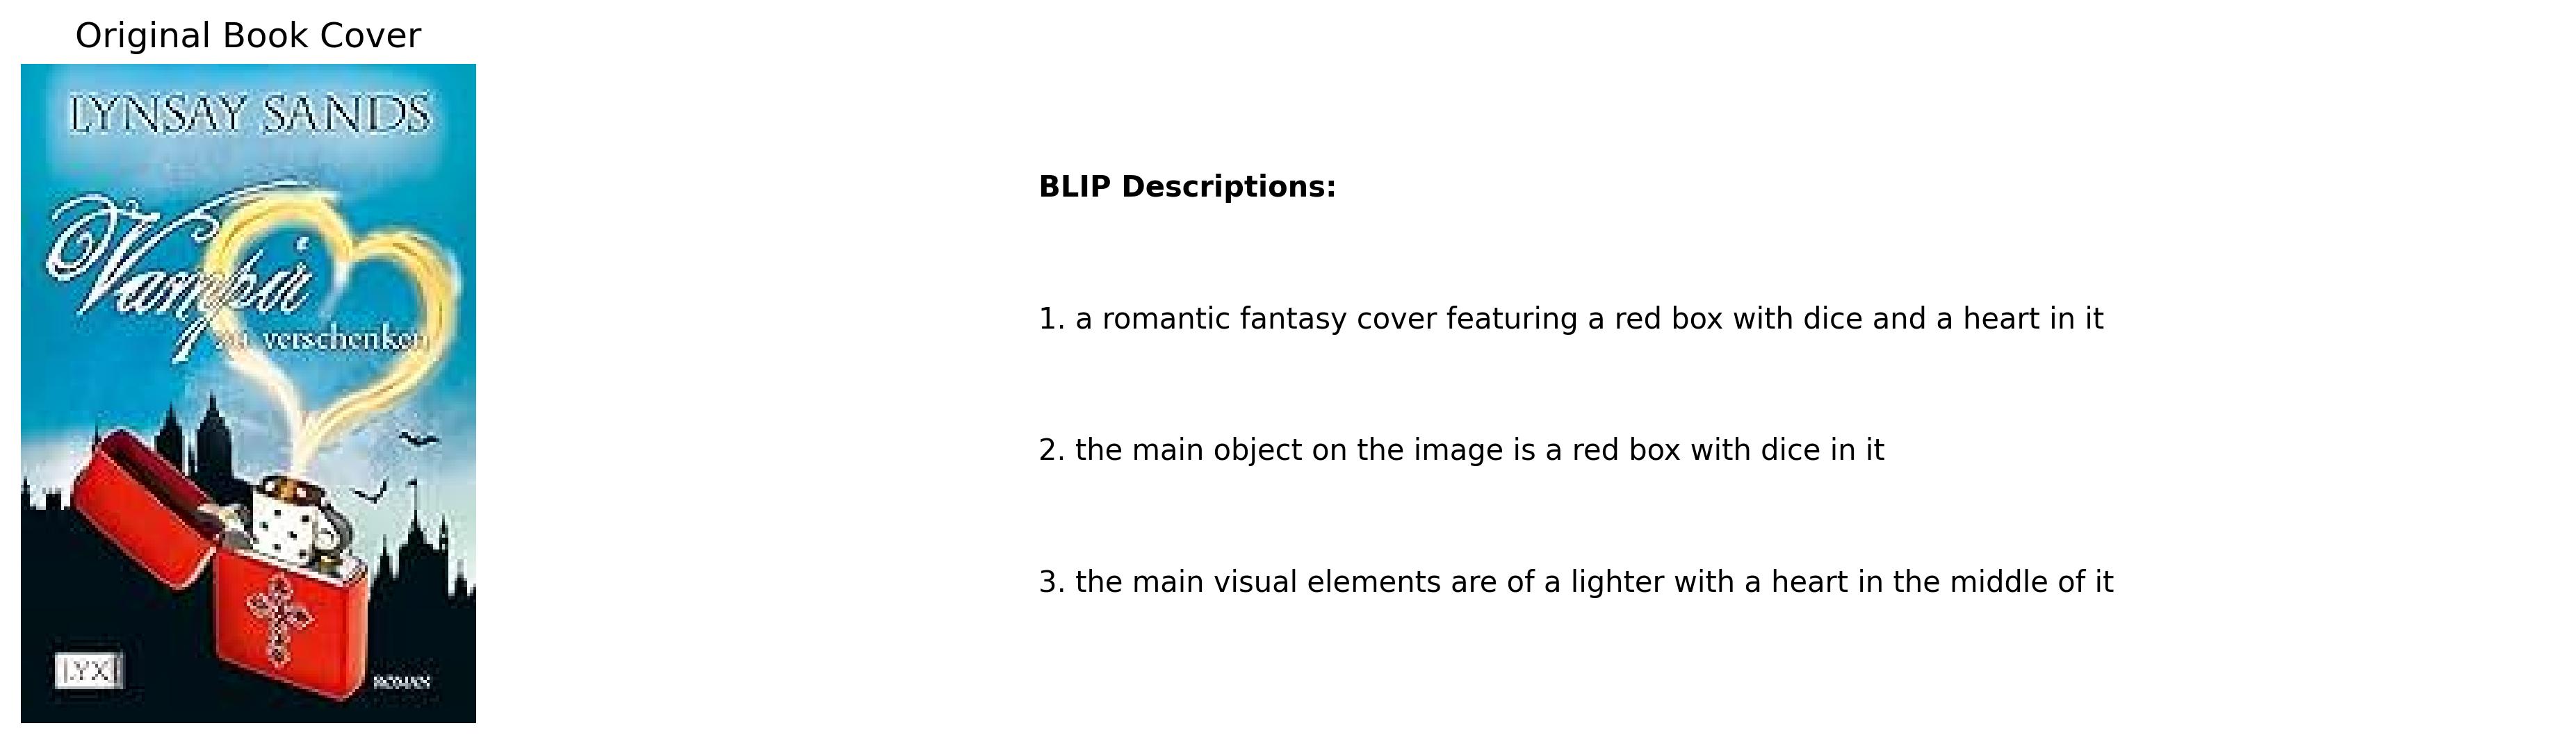 Original Book Cover
LYNSAY SANDS
Vampir
zu verschenken
LYX
ROMAN
BLIP Descriptions:
1. a romantic fantasy cover featuring a red box with dice and a heart in it
2. the main object on the image is a red box with dice in it
3. the main visual elements are of a lighter with a heart in the middle of it